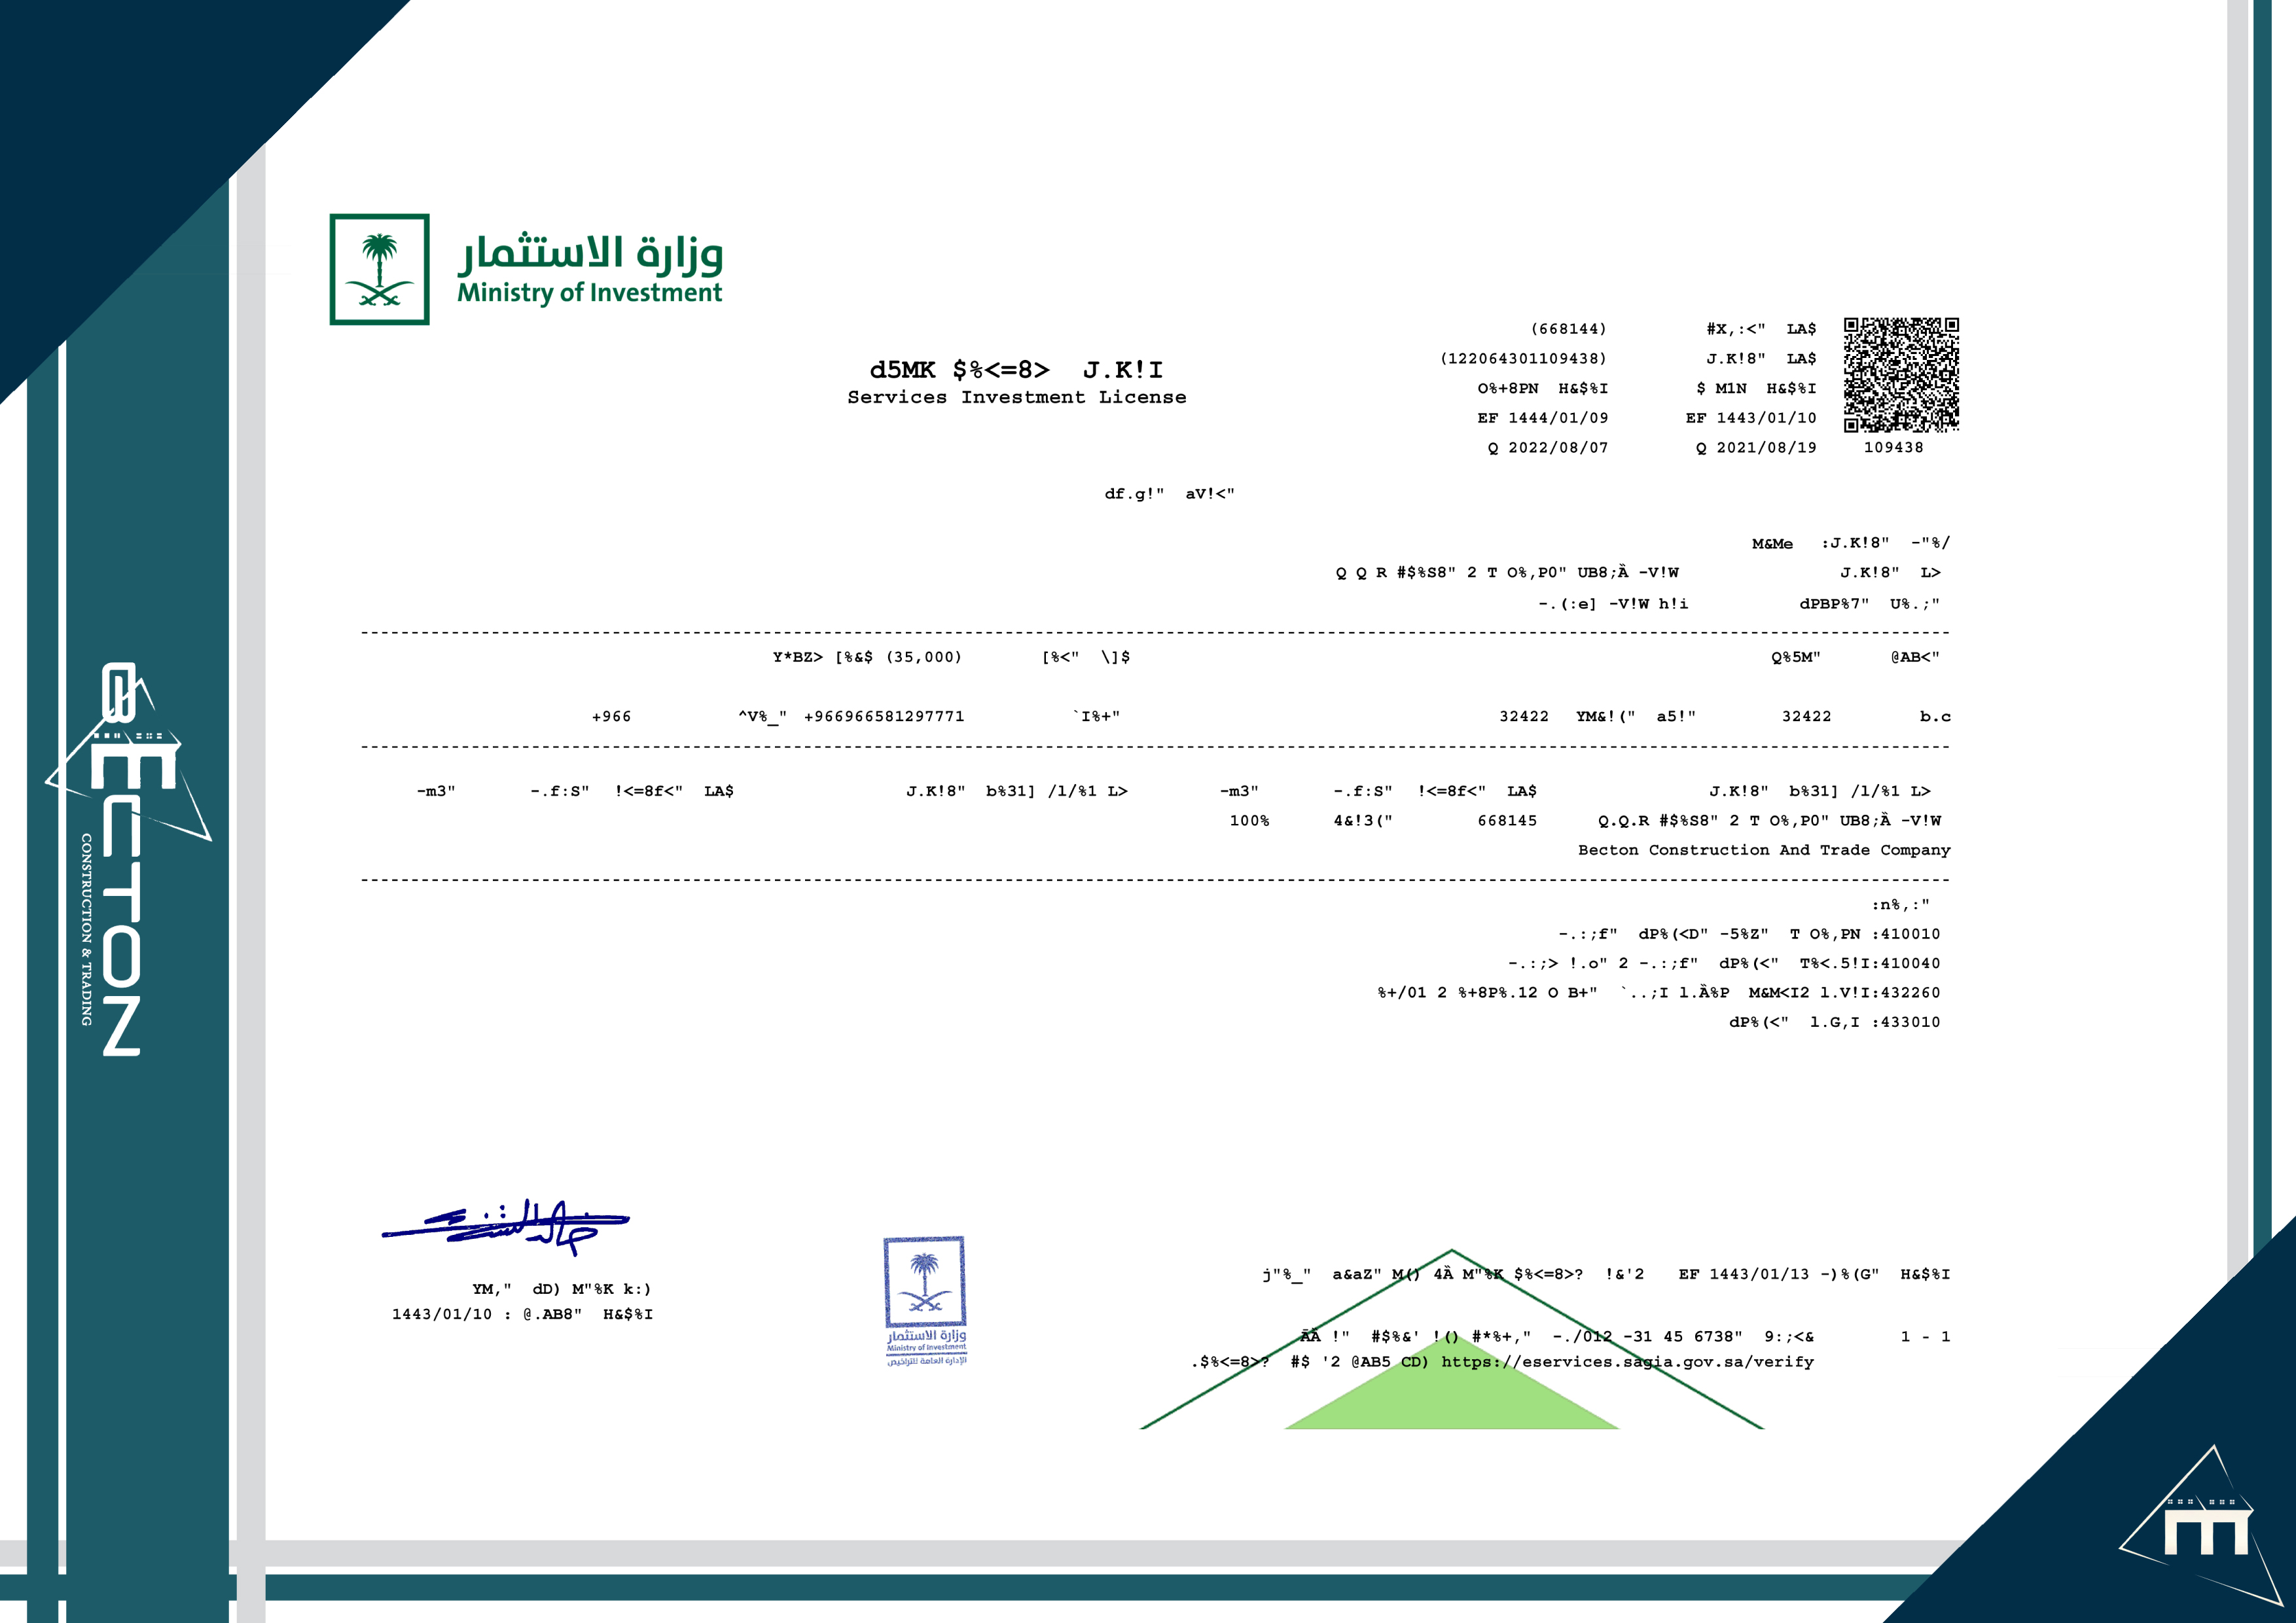 وزارة الاستثمار
Ministry of Investment
(668144) #X,:<" LA$
(122064301109438) J.K!8" LA$
d5MK $%<=8> J.K!I
O%+8PN H&$%I $ M1N H&$%I
Services Investment License
EF 1444/01/09 EF 1443/01/10
Q 2022/08/07 Q 2021/08/19 109438
df.g!" aV!<"
M&Me :J.K!8" -"%/
Q Q R #$%S8" 2 T O%,P0" UB8;À -V!W J.K!8" L>
-.(:e] -V!W h!i dPBP%7" U%.;"
Y*BZ> [%&$ (35,000) [%<" \]$ Q%5M" @AB<"
+966 ^V%_" +966966581297771 `I%+" 32422 YM&!(" a5!" 32422 b.c
-m3" -.f:S" !<=8f<" LA$ J.K!8" b%31] /l/%1 L> -m3" -.f:S" !<=8f<" LA$ J.K!8" b%31] /l/%1 L>
100% 4&!3(" 668145 Q.Q.R #$%S8" 2 T O%,P0" UB8;À -V!W
Becton Construction And Trade Company
:n%,:"
-.:;f" dP%(<D" -5%Z" T O%,PN :410010
-.:;> !.o" 2 -.:;f" dP%(<" T%<.5!I:410040
%+/01 2 %+8P%.12 O B+" `..;I l.À%P M&M<I2 l.V!I:432260
dP%(<" l.G,I :433010
BECTON
CONSTRUCTION & TRADING
خالد الشنيف
YM," dD) M"%K k:)
1443/01/10 : @.AB8" H&$%I
وزارة الاستثمار
Ministry of Investment
الإدارة العامة للتراخيص
j"%_" a&aZ" M() 4À M"%K $%<=8>? !&'2 EF 1443/01/13 -)%(G" H&$%I
ÃÀ !" #$%&' !() #*%+," -./012 -31 45 6738" 9:;<& 1 - 1
.$%<=8>? #$ '2 @AB5 CD) https://eservices.sagia.gov.sa/verify